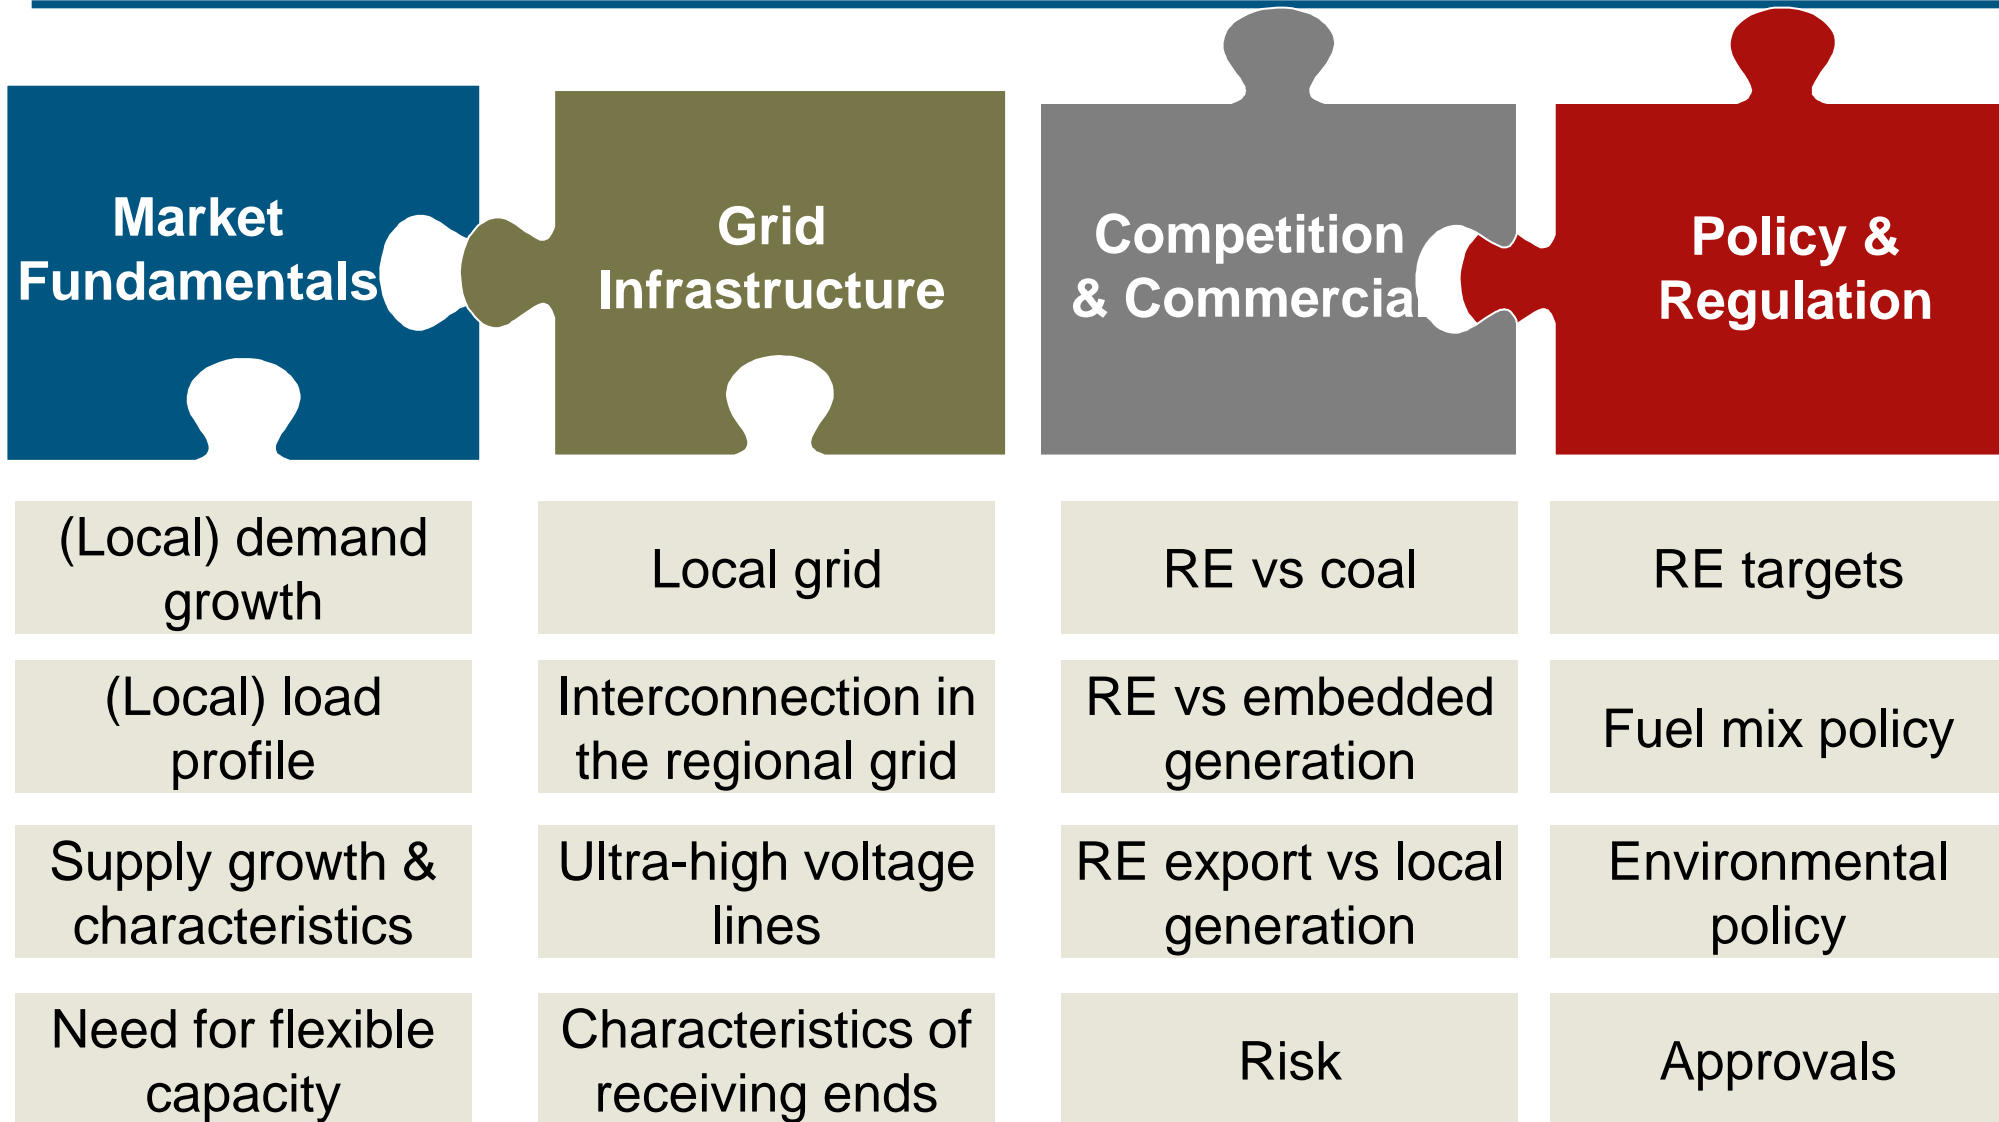 Market
Fundamentals
Grid
Infrastructure
Competition
& Commercial
Policy &
Regulation
(Local) demand
growth
Local grid
RE vs coal
RE targets
(Local) load
profile
Interconnection in
the regional grid
RE vs embedded
generation
Fuel mix policy
Supply growth &
characteristics
Ultra-high voltage
lines
RE export vs local
generation
Environmental
policy
Need for flexible
capacity
Characteristics of
receiving ends
Risk
Approvals